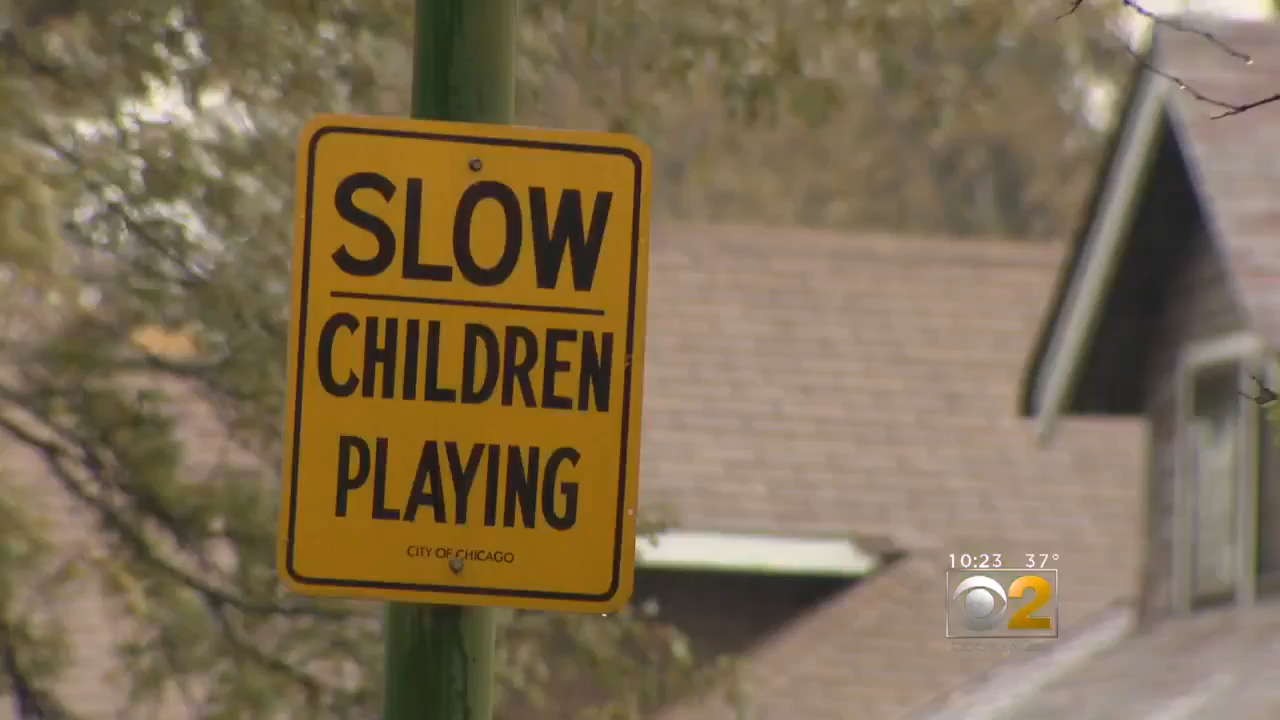 SLOW
CHILDREN
PLAYING
CITY OF CHICAGO
10:23 37°
2